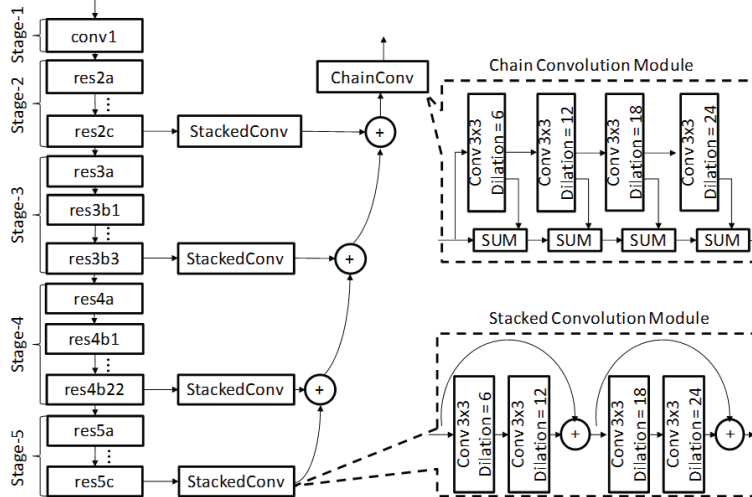 Stage-1
conv1
Stage-2
res2a
⋮
res2c
StackedConv
+
ChainConv
Stage-3
res3a
res3b1
⋮
res3b3
StackedConv
+
Stage-4
res4a
res4b1
⋮
res4b22
StackedConv
+
Stage-5
res5a
⋮
res5c
StackedConv
Chain Convolution Module
Conv 3x3
Dilation = 6
Conv 3x3
Dilation = 12
Conv 3x3
Dilation = 18
Conv 3x3
Dilation = 24
SUM
SUM
SUM
SUM
Stacked Convolution Module
Conv 3x3
Dilation = 6
Conv 3x3
Dilation = 12
+
Conv 3x3
Dilation = 18
Conv 3x3
Dilation = 24
+